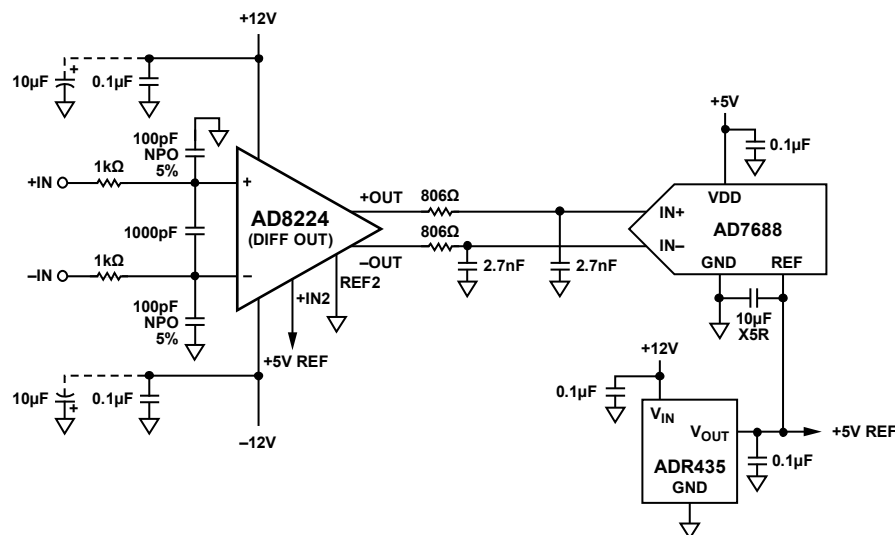 +12V
10µF
+
0.1µF
+5V
100pF
NPO
5%
0.1µF
1kΩ
+IN
+
+OUT
806Ω
VDD
IN+
AD8224
(DIFF OUT)
1000pF
806Ω
AD7688
IN–
1kΩ
–IN
–
–OUT
2.7nF
2.7nF
GND
REF
REF2
+IN2
100pF
NPO
5%
10µF
X5R
+5V REF
+12V
10µF
+
0.1µF
0.1µF
VIN
–12V
VOUT
+5V REF
ADR435
0.1µF
GND